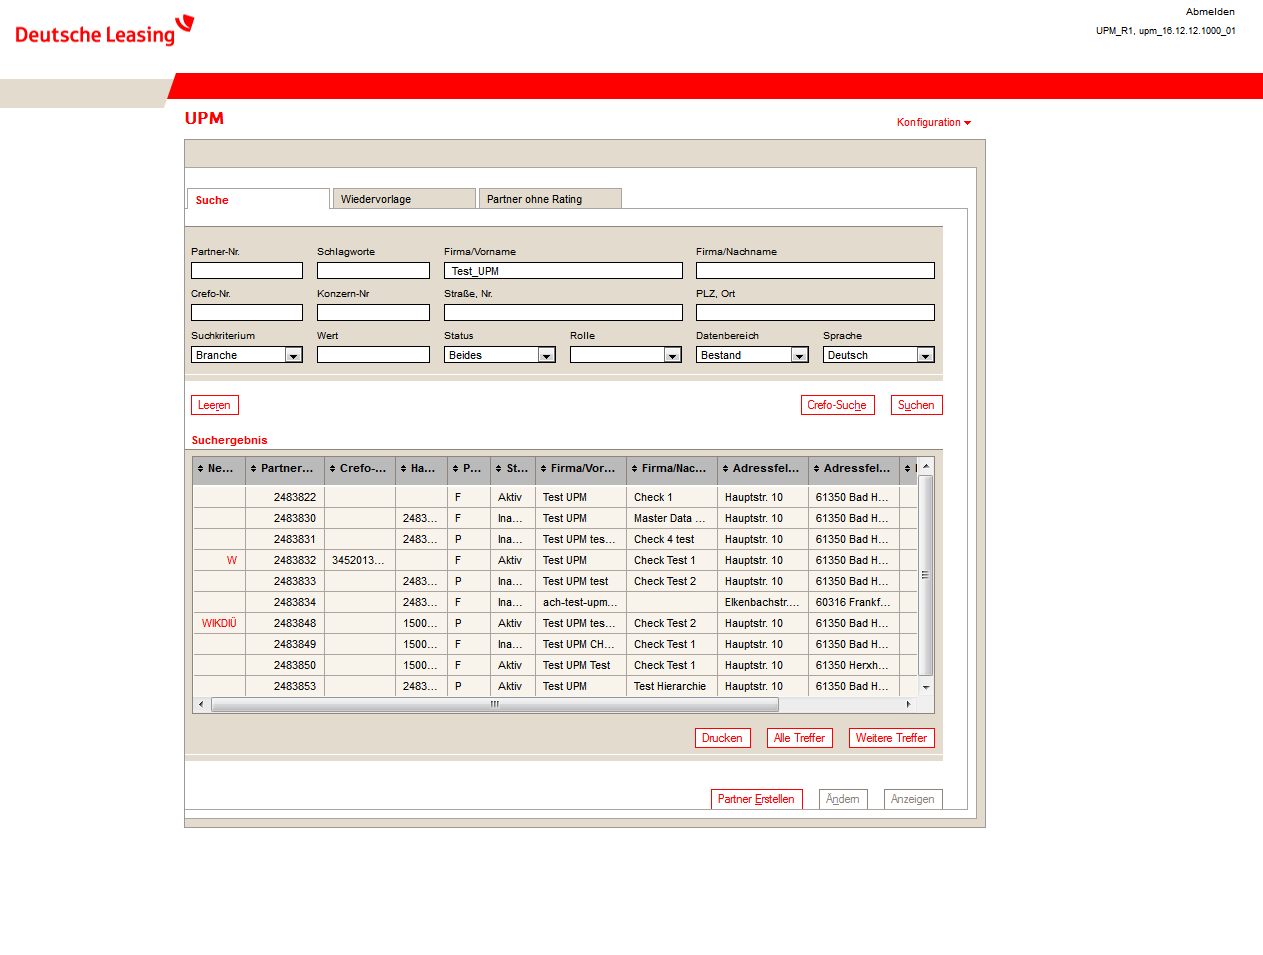 Deutsche Leasing
Abmelden
UPM_R1, upm_16.12.12.1000_01
UPM
Konfiguration
Suche Wiedervorlage Partner ohne Rating
Partner-Nr. Schlagworte Firma/Vorname Firma/Nachname
Test_UPM
Crefo-Nr. Konzern-Nr Straße, Nr. PLZ, Ort
Suchkriterium Wert Status Rolle Datenbereich Sprache
Branche Beides Bestand Deutsch
Leeren Crefo-Suche Suchen
Suchergebnis
Ne... Partner... Crefo-... Ha... P... St... Firma/Vor... Firma/Nac... Adressfel... Adressfel...
2483822 F Aktiv Test UPM Check 1 Hauptstr. 10 61350 Bad H...
2483830 2483... F Ina... Test UPM Master Data ... Hauptstr. 10 61350 Bad H...
2483831 2483... P Ina... Test UPM tes... Check 4 test Hauptstr. 10 61350 Bad H...
W 2483832 3452013... F Aktiv Test UPM Check Test 1 Hauptstr. 10 61350 Bad H...
2483833 2483... P Ina... Test UPM test Check Test 2 Hauptstr. 10 61350 Bad H...
2483834 2483... F Ina... ach-test-upm... Elkenbachstr.... 60316 Frankf...
WIKDIÜ 2483848 1500... P Aktiv Test UPM tes... Check Test 2 Hauptstr. 10 61350 Bad H...
2483849 1500... F Ina... Test UPM CH... Check Test 1 Hauptstr. 10 61350 Bad H...
2483850 1500... F Aktiv Test UPM Test Check Test 1 Hauptstr. 10 61350 Herxh...
2483853 2483... P Aktiv Test UPM Test Hierarchie Hauptstr. 10 61350 Bad H...
Drucken Alle Treffer Weitere Treffer
Partner Erstellen Ändern Anzeigen